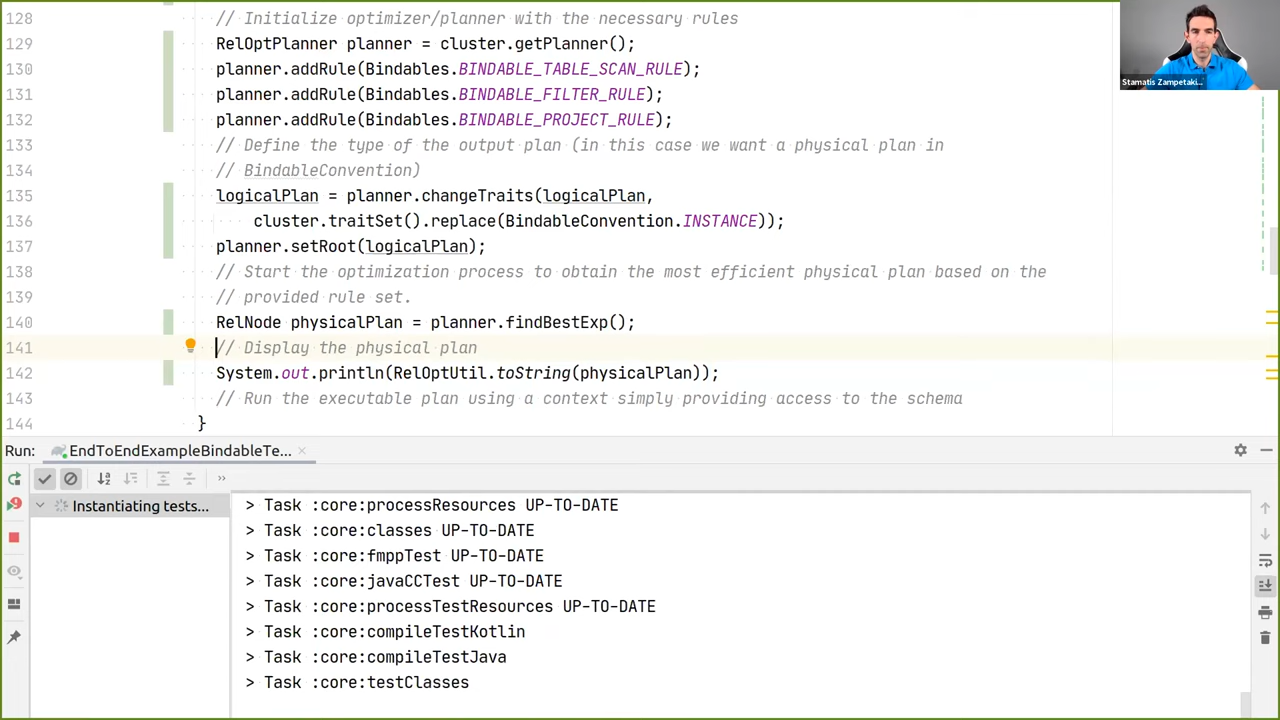 128 // Initialize optimizer/planner with the necessary rules
129 RelOptPlanner planner = cluster.getPlanner();
130 planner.addRule(Bindables.BINDABLE_TABLE_SCAN_RULE);
131 planner.addRule(Bindables.BINDABLE_FILTER_RULE);
132 planner.addRule(Bindables.BINDABLE_PROJECT_RULE);
133 // Define the type of the output plan (in this case we want a physical plan in
134 // BindableConvention)
135 logicalPlan = planner.changeTraits(logicalPlan,
136 cluster.traitSet().replace(BindableConvention.INSTANCE));
137 planner.setRoot(logicalPlan);
138 // Start the optimization process to obtain the most efficient physical plan based on the
139 // provided rule set.
140 RelNode physicalPlan = planner.findBestExp();
141 // Display the physical plan
142 System.out.println(RelOptUtil.toString(physicalPlan));
143 // Run the executable plan using a context simply providing access to the schema
144 }
Stamatis Zampetaki...
Run: EndToEndExampleBindableTe...
Instantiating tests...
> Task :core:processResources UP-TO-DATE
> Task :core:classes UP-TO-DATE
> Task :core:fmppTest UP-TO-DATE
> Task :core:javaCCTest UP-TO-DATE
> Task :core:processTestResources UP-TO-DATE
> Task :core:compileTestKotlin
> Task :core:compileTestJava
> Task :core:testClasses